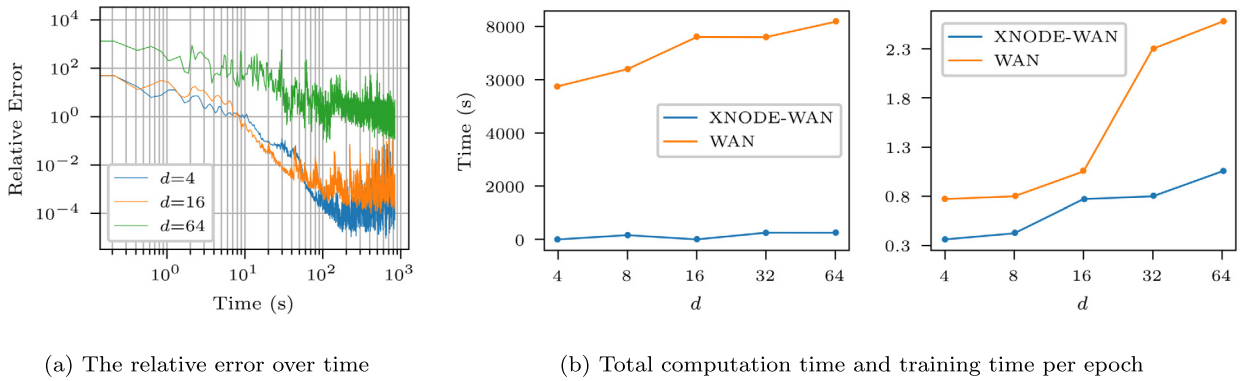 10^4
10^2
10^0
10^−2
10^−4
Relative Error
d=4
d=16
d=64
10^0 10^1 10^2 10^3
Time (s)
(a) The relative error over time
8000
3000
4000
2000
0
Time (s)
XNODE-WAN
WAN
4 8 16 32 64
d
2.3
1.8
1.3
0.8
0.3
XNODE-WAN
WAN
4 8 16 32 64
d
(b) Total computation time and training time per epoch